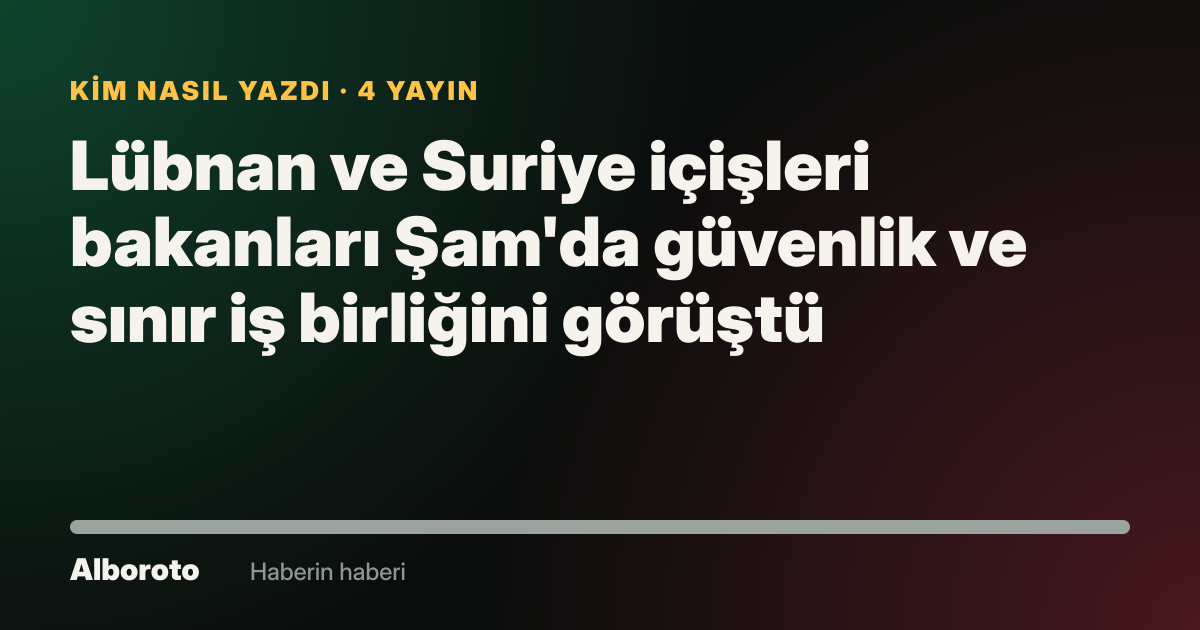 KİM NASIL YAZDI · 4 YAYIN
Lübnan ve Suriye içişleri
bakanları Şam'da güvenlik ve
sınır iş birliğini görüştü
Alboroto
Haberin haberi